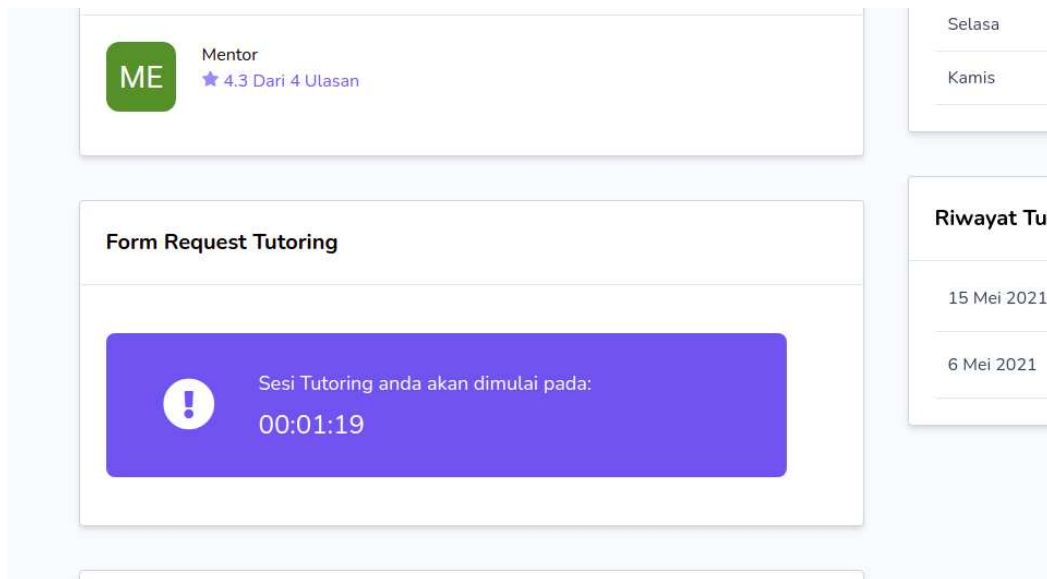 ME
Mentor
4.3 Dari 4 Ulasan
Form Request Tutoring
Sesi Tutoring anda akan dimulai pada:
00:01:19
Selasa
Kamis
Riwayat Tu
15 Mei 2021
6 Mei 2021